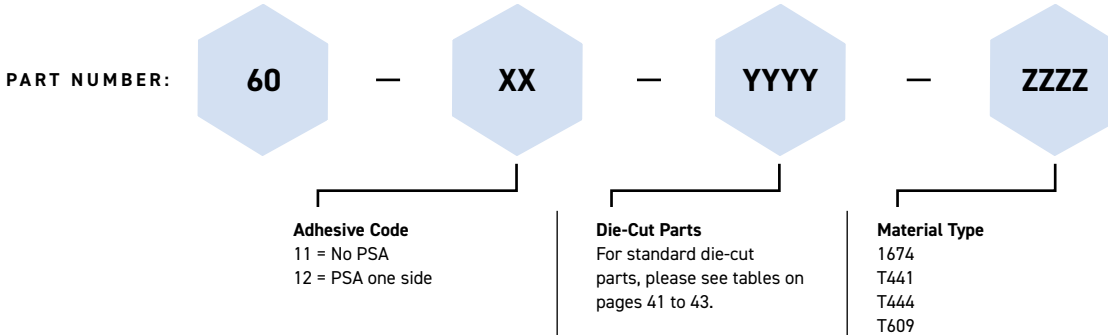 PART NUMBER: 60 — XX — YYYY — ZZZZ
Adhesive Code
11 = No PSA
12 = PSA one side
Die-Cut Parts
For standard die-cut
parts, please see tables on
pages 41 to 43.
Material Type
1674
T441
T444
T609